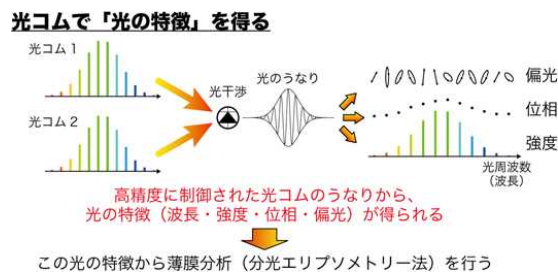 光コムで「光の特徴」を得る
光コム1
光コム2
光干渉
光のうなり
偏光
位相
強度
光周波数
(波長)
高精度に制御された光コムのうなりから、
光の特徴(波長・強度・位相・偏光)が得られる
この光の特徴から薄膜分析(分光エリプソメトリー法)を行う